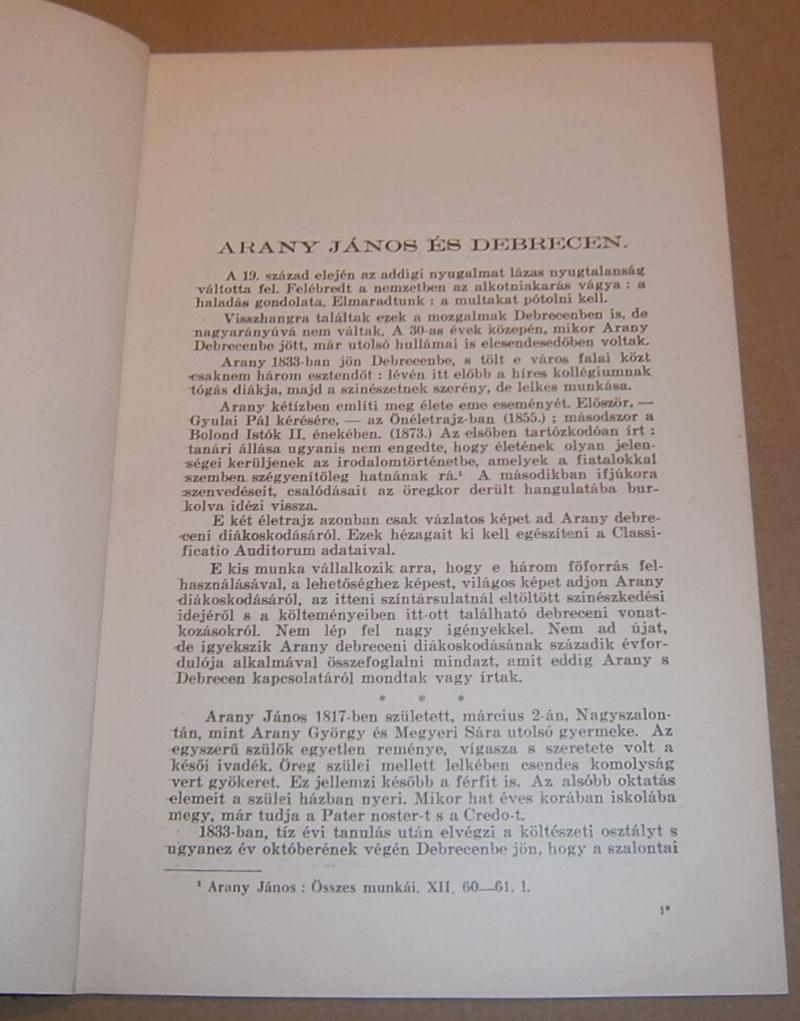 ARANY JÁNOS ÉS DEBRECEN.
A 19. század elején az addigi nyugalmat lázas nyugtalanság
váltotta fel. Felébredt a nemzetben az alkotniakarás vágya : a
haladás gondolata. Elmaradtunk : a multakat pótolni kell.
Visszhangra találtak ezek a mozgalmak Debrecenben is, de
nagyarányúvá nem váltak. A 30-as évek közepén, mikor Arany
Debrecenbe jött, már utolsó hullámai is elcsendesedőben voltak.
Arany 1833-ban jön Debrecenbe, s tölt e város falai közt
csaknem három esztendőt : lévén itt előbb a híres kollégiumnak
tógás diákja, majd a színészetnek szerény, de lelkes munkása.
Arany kétízben említi meg élete eme eseményét. Először, —
Gyulai Pál kérésére, — az Önéletrajz-ban (1855.) ; másodszor a
Bolond Istók II. énekében. (1873.) Az elsőben tartózkodóan írt :
tanári állása ugyanis nem engedte, hogy életének olyan jelen-
ségei kerüljenek az irodalomtörténetbe, amelyek a fiatalokkal
szemben szégyenítőleg hatnának rá.¹ A másodikban ifjúkora
szenvedéseit, csalódásait az öregkor derült hangulatába bur-
kolva idézi vissza.
E két életrajz azonban csak vázlatos képet ad Arany debre-
ceni diákoskodásáról. Ezek hézagait ki kell egészíteni a Classi-
ficatio Auditorum adataival.
E kis munka vállalkozik arra, hogy e három főforrás fel-
használásával, a lehetőséghez képest, világos képet adjon Arany
diákoskodásáról, az itteni színtársulatnál eltöltött színészkedési
idejéről s a költeményeiben itt-ott található debreceni vonat-
kozásokról. Nem lép fel nagy igényekkel. Nem ad újat,
de igyekszik Arany debreceni diákoskodásának századik évfor-
dulója alkalmával összefoglalni mindazt, amit eddig Arany s
Debrecen kapcsolatáról mondtak vagy írtak.
* * *
Arany János 1817-ben született, március 2-án, Nagyszalon-
tán, mint Arany György és Megyeri Sára utolsó gyermeke. Az
egyszerű szülők egyetlen reménye, vígasza s szeretete volt a
késői ivadék. Öreg szülei mellett lelkében csendes komolyság
vert gyökeret. Ez jellemzi később a férfit is. Az alsóbb oktatás
elemeit a szülei házban nyeri. Mikor hat éves korában iskolába
megy, már tudja a Pater noster-t s a Credo-t.
1833-ban, tíz évi tanulás után elvégzi a költészeti osztályt s
ugyanez év októberének végén Debrecenbe jön, hogy a szalontai
¹ Arany János : Összes munkái. XII. 60—61. l.
1*